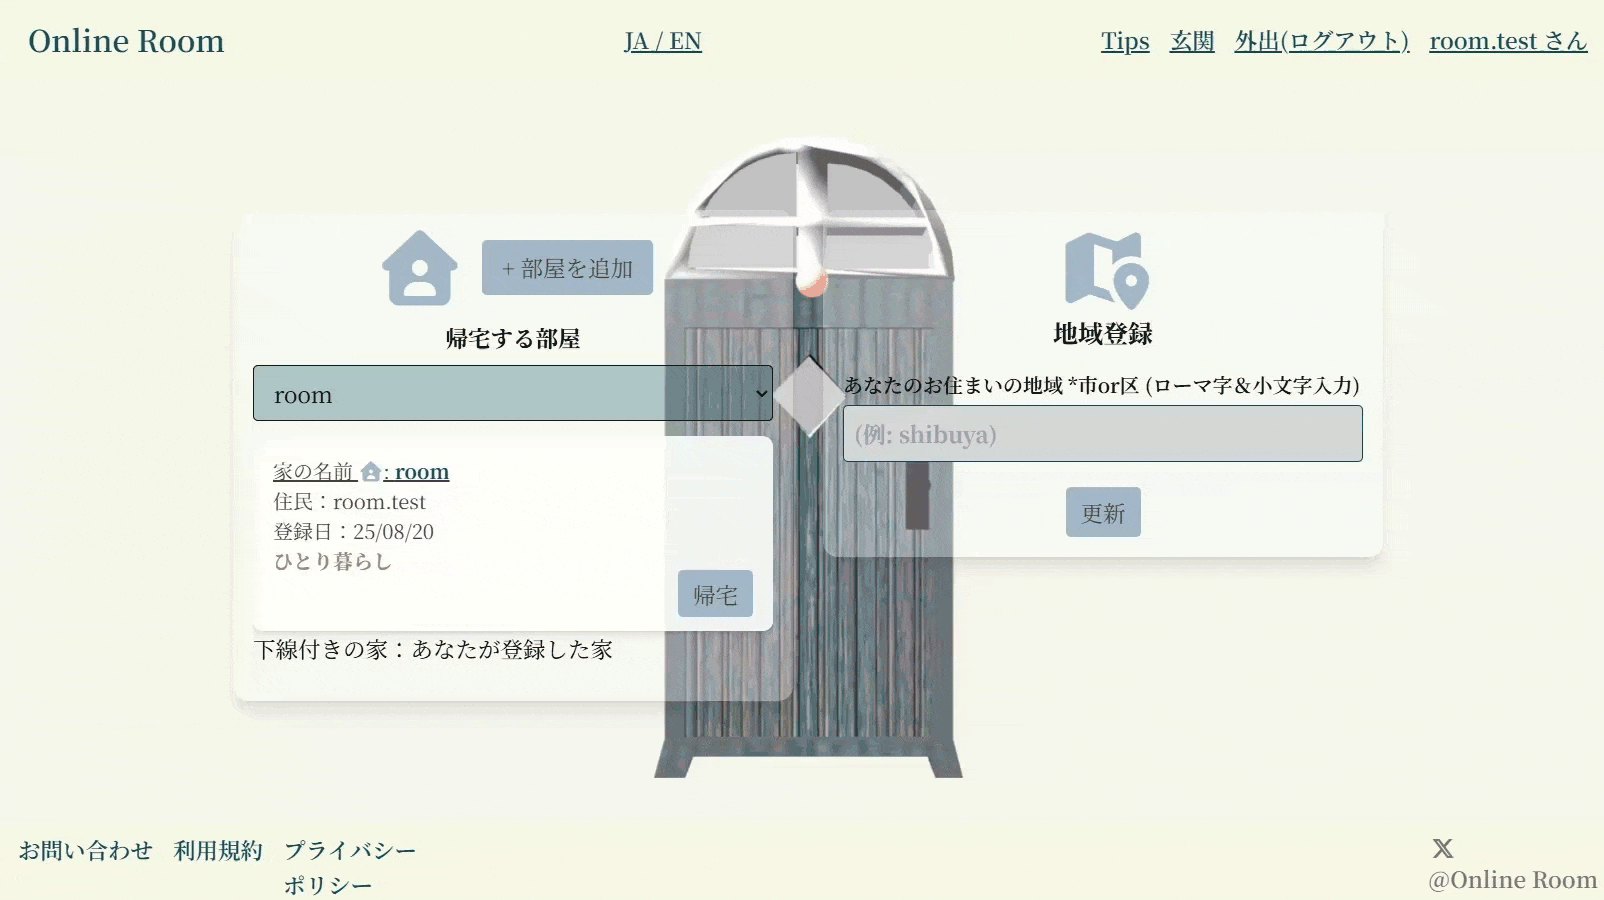 Online Room
JA / EN
Tips 玄関 外出(ログアウト) room.test さん
+ 部屋を追加
帰宅する部屋
room
家の名前 : room
住民：room.test
登録日：25/08/20
ひとり暮らし
帰宅
下線付きの家：あなたが登録した家
地域登録
あなたのお住まいの地域 *市or区 (ローマ字＆小文字入力)
(例: shibuya)
更新
お問い合わせ 利用規約 プライバシー
ポリシー
X
@Online Room